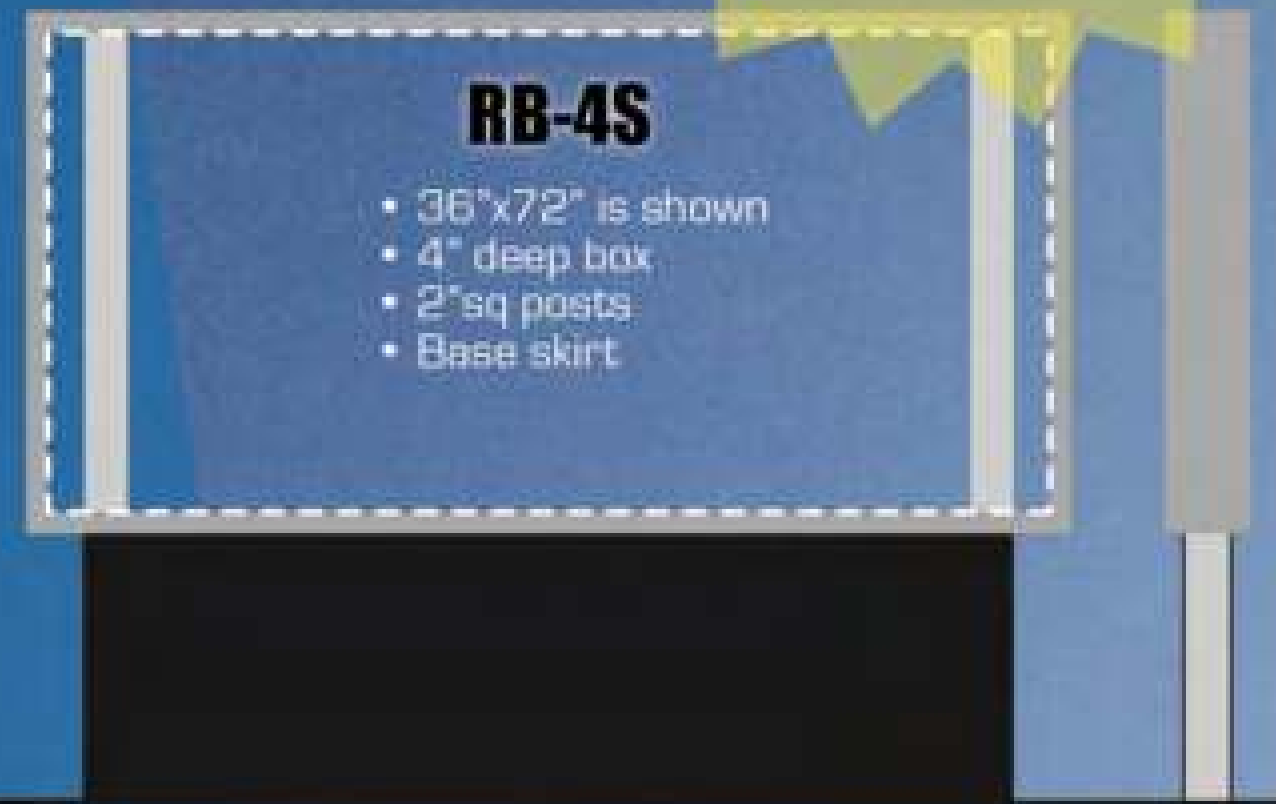 RB-4S
• 36"x72" is shown
• 4" deep box
• 2"sq posts
• Base skirt